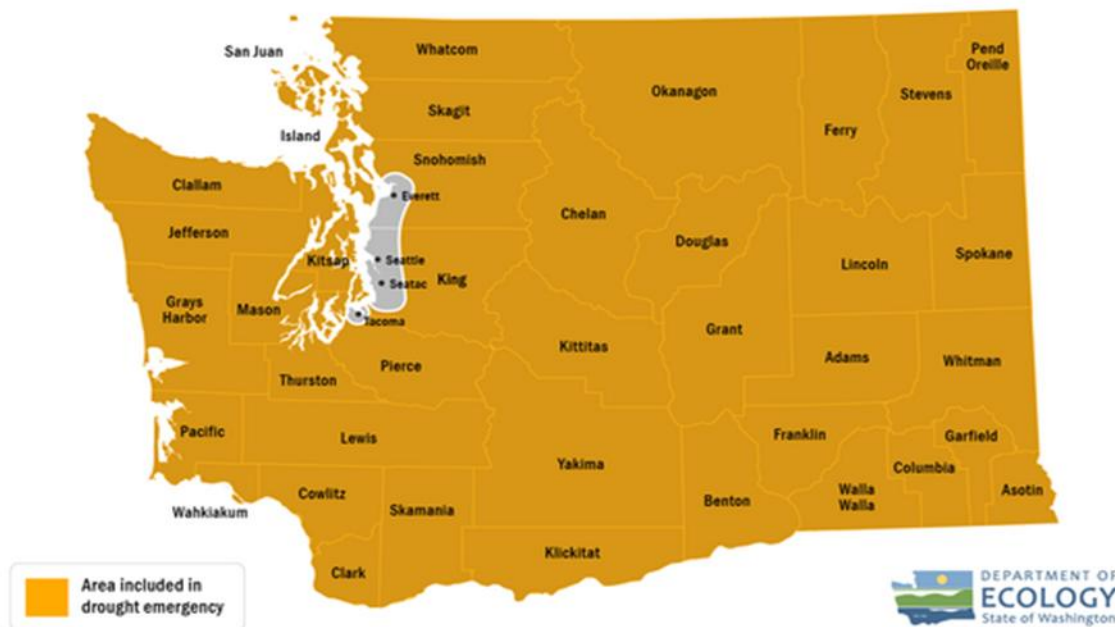 San Juan
Whatcom
Pend
Oreille
Okanagon
Stevens
Skagit
Ferry
Island
Snohomish
Clallam
Everett
Chelan
Jefferson
Douglas
Kitsap
Seattle
King
Lincoln
Spokane
Seatac
Grays
Harbor
Mason
Tacoma
Grant
Kittitas
Adams
Whitman
Pierce
Thurston
Pacific
Lewis
Franklin
Garfield
Yakima
Columbia
Cowlitz
Walla
Walla
Asotin
Benton
Wahkiakum
Skamania
Klickitat
Clark
Area included in
drought emergency
DEPARTMENT OF
ECOLOGY
State of Washington